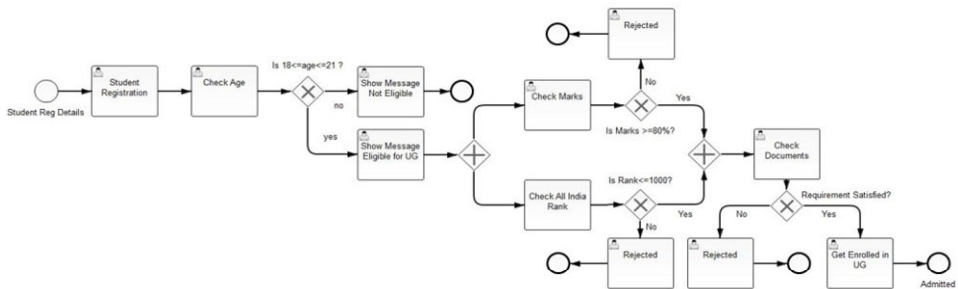 Student Reg Details
Student
Registration
Check Age
Is 18<=age<=21 ?
no
yes
Show Message
Not Eligible
Show Message
Eligible for UG
Check Marks
Is Marks >=80%?
No
Yes
Rejected
Check All India
Rank
Is Rank<=1000?
Yes
No
Rejected
Check
Documents
Requirement Satisfied?
No
Yes
Rejected
Get Enrolled in
UG
Admitted